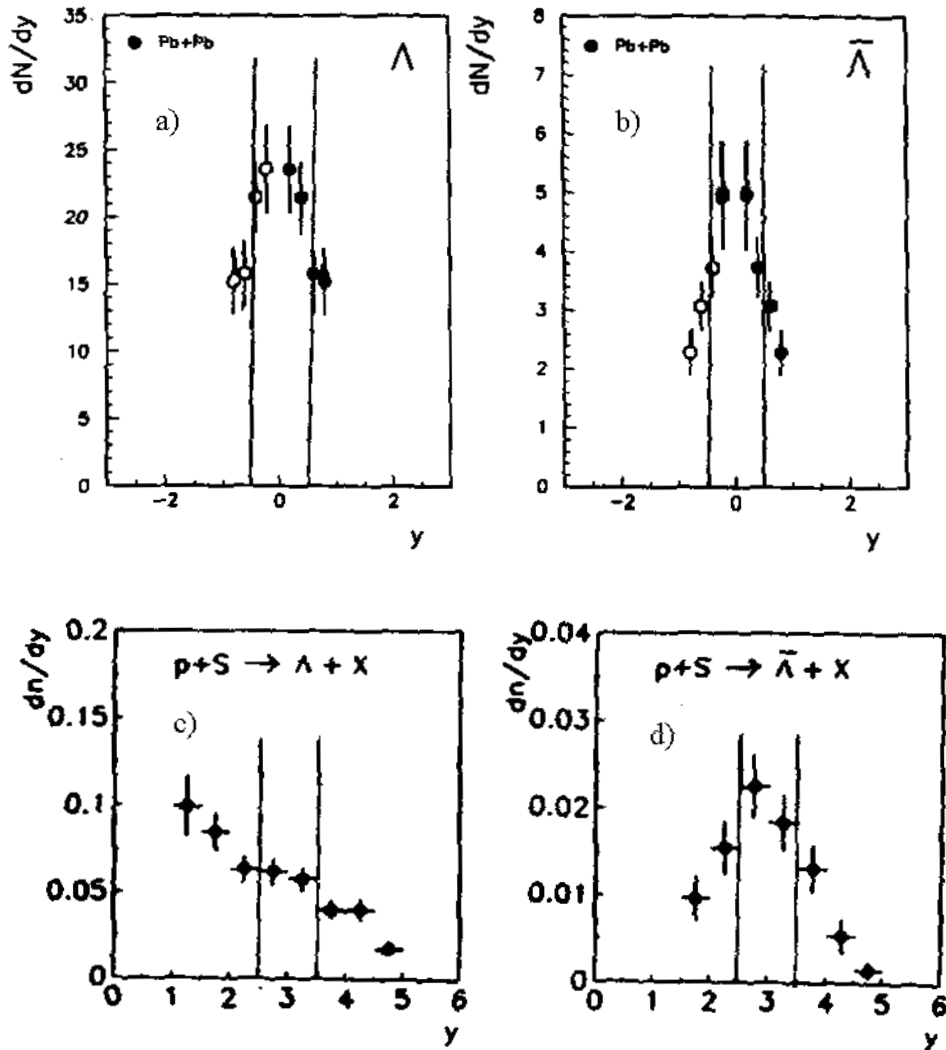 dN/dy
35
30
25
20
15
10
5
0
Pb+Pb
Λ
a)
-2 0 2
y
dN/dy
8
7
6
5
4
3
2
1
0
Pb+Pb
Λ̅
b)
-2 0 2
y
dn/dy
0.2
0.15
0.1
0.05
0
p+S → Λ + X
c)
0 1 2 3 4 5 6
y
dn/dy
0.04
0.03
0.02
0.01
0
p+S → Λ̅ + X
d)
0 1 2 3 4 5 6
y